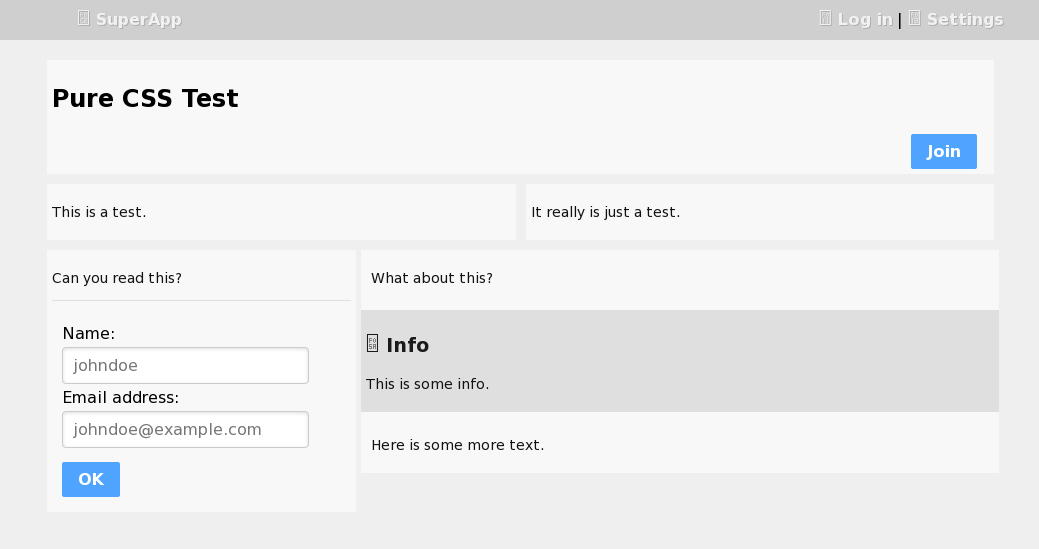 SuperApp
Log in | Settings
Pure CSS Test
Join
This is a test.
It really is just a test.
Can you read this?
Name:
johndoe
Email address:
johndoe@example.com
OK
What about this?
Info
This is some info.
Here is some more text.